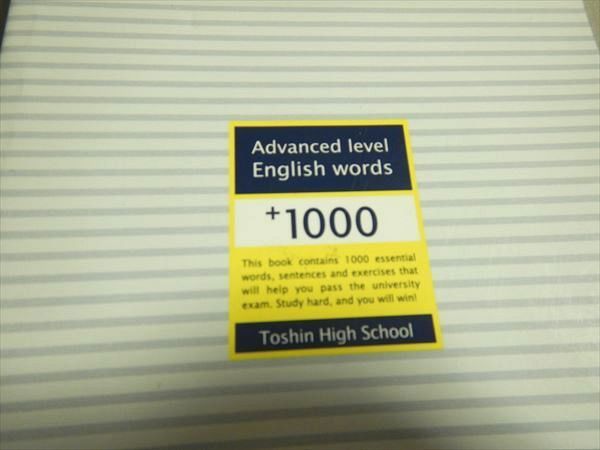 Advanced level
English words
+1000
This book contains 1000 essential
words, sentences and exercises that
will help you pass the university
exam. Study hard, and you will win!
Toshin High School